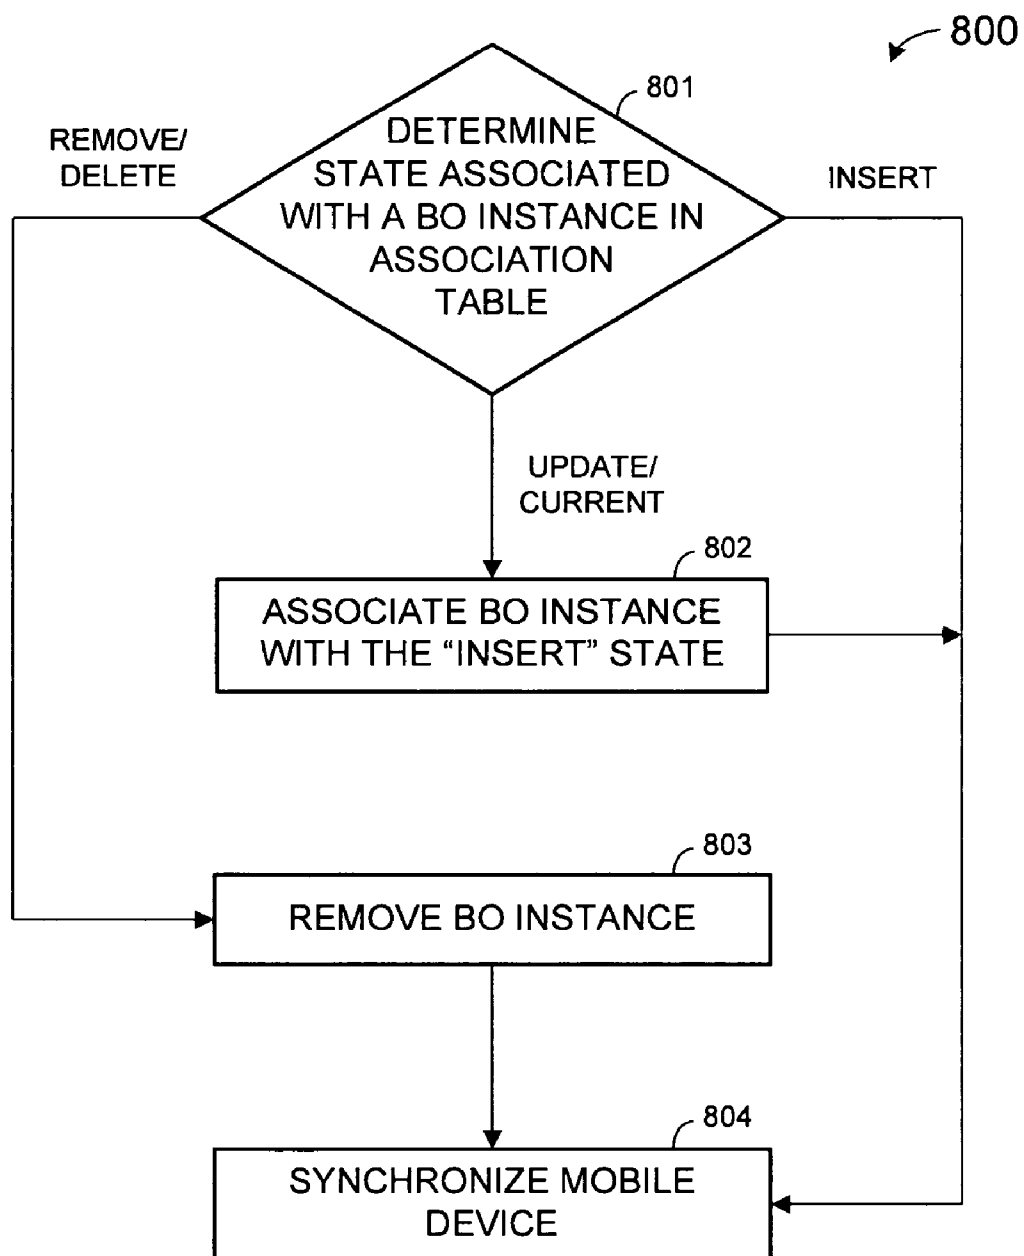 800
801
DETERMINE
STATE ASSOCIATED
WITH A BO INSTANCE IN
ASSOCIATION
TABLE
REMOVE/
DELETE
INSERT
UPDATE/
CURRENT
802
ASSOCIATE BO INSTANCE
WITH THE “INSERT” STATE
803
REMOVE BO INSTANCE
804
SYNCHRONIZE MOBILE
DEVICE